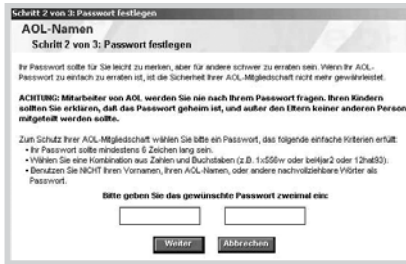 Schritt 2 von 3: Passwort festlegen
AOL-Namen
Schritt 2 von 3: Passwort festlegen
Ihr Passwort sollte für Sie leicht zu merken, aber für andere schwer zu erraten sein. Wenn Ihr AOL-
Passwort zu einfach zu erraten ist, ist die Sicherheit Ihrer AOL-Mitgliedschaft nicht mehr gewährleistet.
ACHTUNG: Mitarbeiter von AOL werden Sie nie nach Ihrem Passwort fragen. Ihren Kindern
sollten Sie erklären, daß das Passwort geheim ist, und außer den Eltern keiner anderen Person
mitgeteilt werden sollte.
Zum Schutz Ihrer AOL-Mitgliedschaft wählen Sie bitte ein Passwort, das folgende einfache Kriterien erfüllt:
• Ihr Passwort sollte mindestens 6 Zeichen lang sein.
• Wählen Sie eine Kombination aus Zahlen und Buchstaben (z.B. 1xS56w oder bei4jar2 oder 12hat93).
• Benutzen Sie NICHT Ihren Vornamen, Ihren AOL-Namen, oder andere nachvollziehbare Wörter als
Passwort.
Bitte geben Sie das gewünschte Passwort zweimal ein:
Weiter Abbrechen